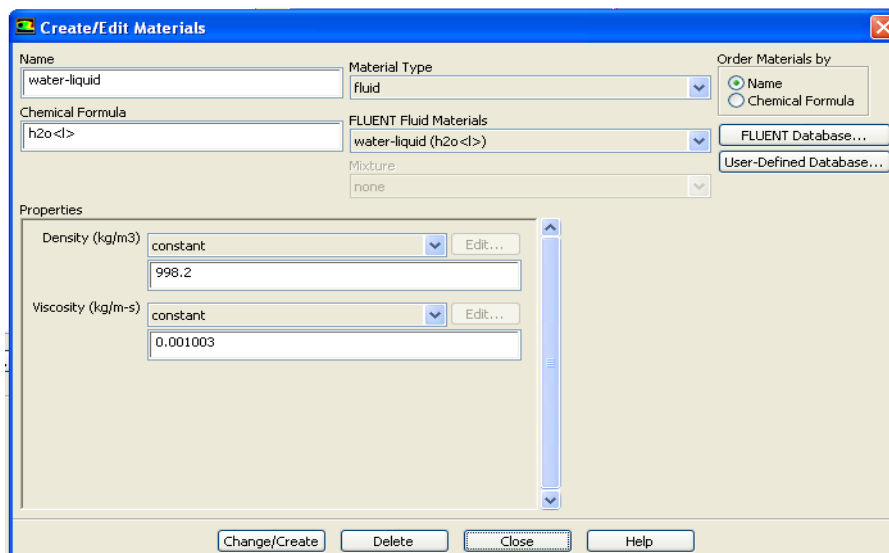 Create/Edit Materials
Name
water-liquid
Material Type
fluid
Order Materials by
Name
Chemical Formula
Chemical Formula
h2o<l>
FLUENT Fluid Materials
water-liquid (h2o<l>)
FLUENT Database...
User-Defined Database...
Mixture
none
Properties
Density (kg/m3)
constant
Edit...
998.2
Viscosity (kg/m-s)
constant
Edit...
0.001003
Change/Create
Delete
Close
Help